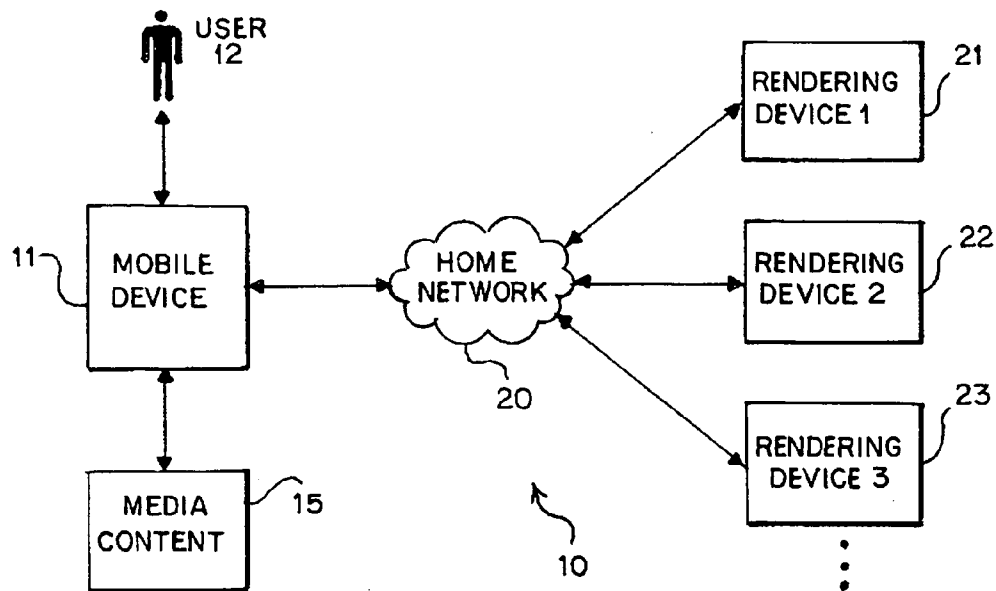 USER
12
11
MOBILE
DEVICE
MEDIA
CONTENT
15
HOME
NETWORK
20
10
RENDERING
DEVICE 1
21
RENDERING
DEVICE 2
22
RENDERING
DEVICE 3
23